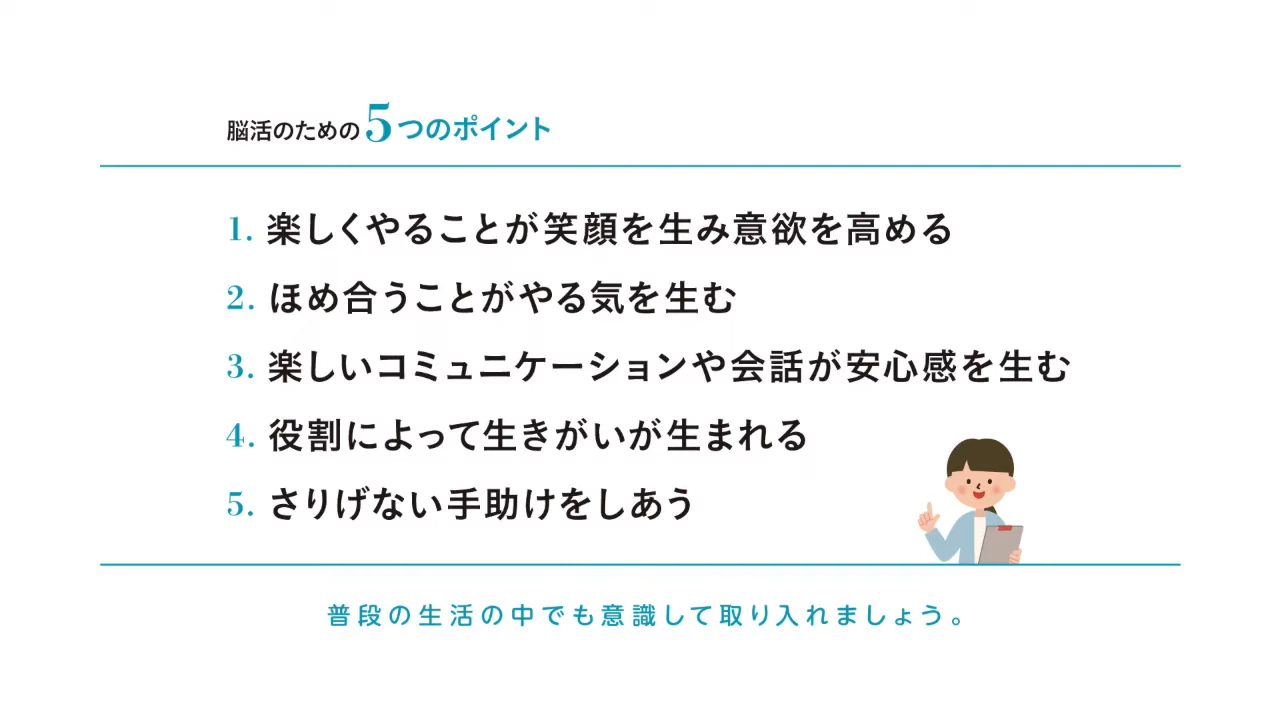 脳活のための5つのポイント
1. 楽しくやることが笑顔を生み意欲を高める
2. ほめ合うことがやる気を生む
3. 楽しいコミュニケーションや会話が安心感を生む
4. 役割によって生きがいが生まれる
5. さりげない手助けをしあう
普段の生活の中でも意識して取り入れましょう。